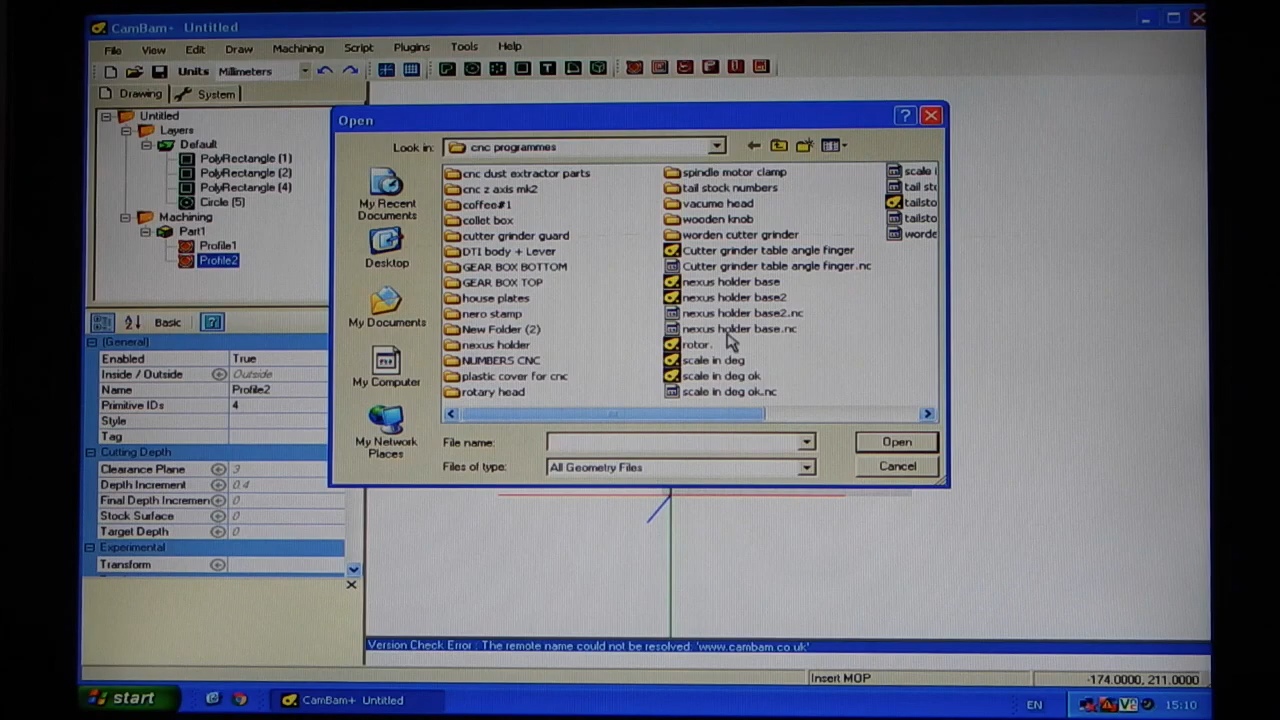 CamBam+ Untitled
File View Edit Draw Machining Script Plugins Tools Help
Units Millimeters
Drawing System
Untitled
Layers
Default
PolyRectangle (1)
PolyRectangle (2)
PolyRectangle (4)
Circle (5)
Machining
Part1
Profile1
Profile2
Basic
(General)
Enabled True
Inside / Outside Outside
Name Profile2
Primitive IDs 4
Style
Tag
Cutting Depth
Clearance Plane 3
Depth Increment 0.4
Final Depth Incremen 0
Stock Surface 0
Target Depth 0
Experimental
Transform
Open
Look in: cnc programmes
My Recent
Documents
Desktop
My Documents
My Computer
My Network
Places
cnc dust extractor parts
cnc z axis mk2
coffee#1
collet box
cutter grinder guard
DTI body + Lever
GEAR BOX BOTTOM
GEAR BOX TOP
house plates
nero stamp
New Folder (2)
nexus holder
NUMBERS CNC
plastic cover for cnc
rotary head
spindle motor clamp
tail stock numbers
vacume head
wooden knob
worden cutter grinder
Cutter grinder table angle finger
Cutter grinder table angle finger.nc
nexus holder base
nexus holder base2
nexus holder base2.nc
nexus holder base.nc
rotor.
scale in deg
scale in deg ok
scale in deg ok.nc
scale i
tail stu
tailsto
tailsto
worde
File name:
Open
Files of type: All Geometry Files
Cancel
Version Check Error : The remote name could not be resolved: 'www.cambam.co.uk'
Insert MOP -174.0000, 211.0000
start CamBam+ Untitled EN 15:10